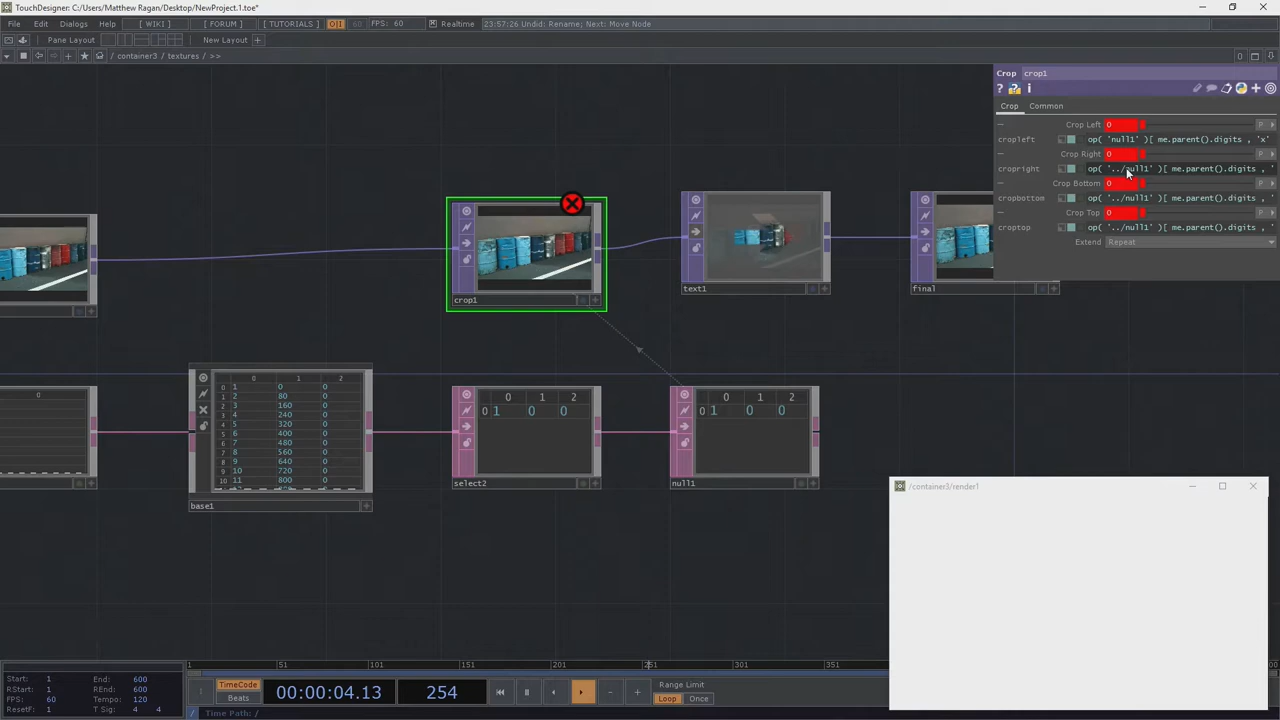 TouchDesigner: C:/Users/Matthew Ragan/Desktop/NewProject.1.toe*
File Edit Dialogs Help [ WIKI ] [ FORUM ] [ TUTORIALS ] O|I 60 FPS: 60 Realtime 23:57:26 Undid: Rename; Next: Move Node
Pane Layout New Layout +
/ container3 / textures / >>
Crop crop1
Crop Common
Crop Left 0
cropleft op( 'null1' )[ me.parent().digits , 'x'
Crop Right 0
cropright op( '../null1' )[ me.parent().digits , '
Crop Bottom 0
cropbottom op( '../null1' )[ me.parent().digits , '
Crop Top 0
croptop op( '../null1' )[ me.parent().digits , '
Extend Repeat
crop1
text1
final
0
0 1 2
0 1 0 0
1 2 80 0
2 3 160 0
3 4 240 0
4 5 320 0
5 6 400 0
6 7 480 0
7 8 560 0
8 9 640 0
9 10 720 0
10 11 800 0
base1
0 1 2
0 1 0 0
select2
0 1 2
0 1 0 0
null1
/container3/render1
1 51 101 151 201 251 301 351
Start: 1 End: 600
RStart: 1 REnd: 600
FPS: 60 Tempo: 120
ResetF: 1 T Sig: 4 4
TimeCode
Beats
00:00:04.13
254
Range Limit
Loop Once
/ Time Path: /